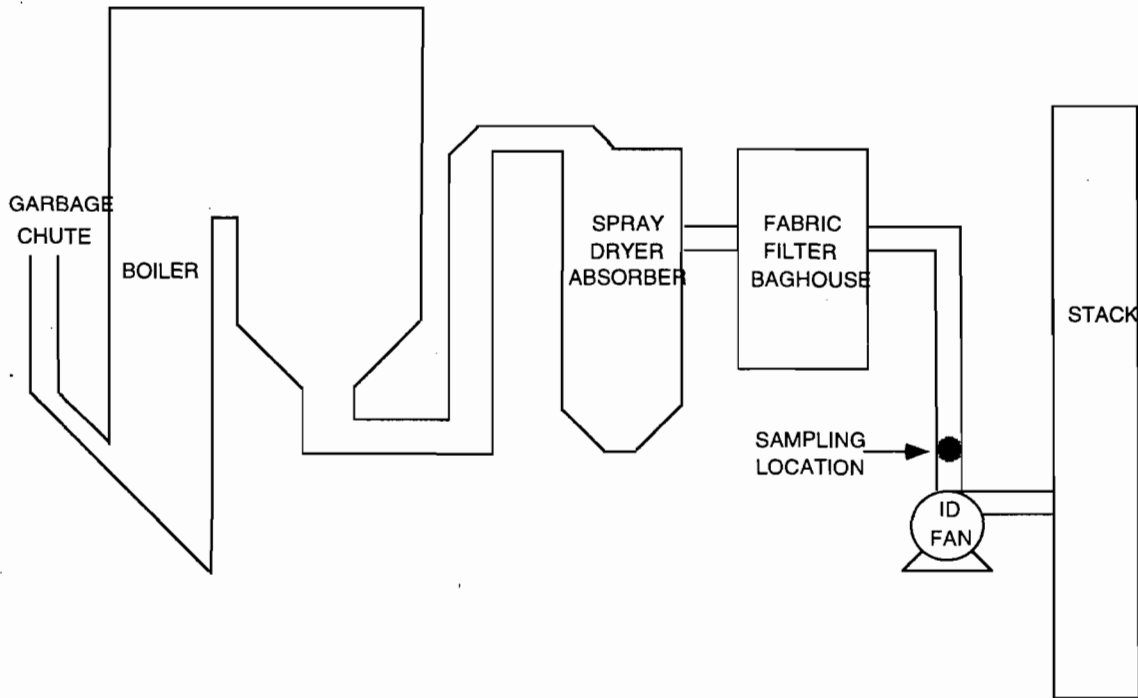 GARBAGE
CHUTE
BOILER
SPRAY
DRYER
ABSORBER
FABRIC
FILTER
BAGHOUSE
STACK
SAMPLING
LOCATION
ID
FAN